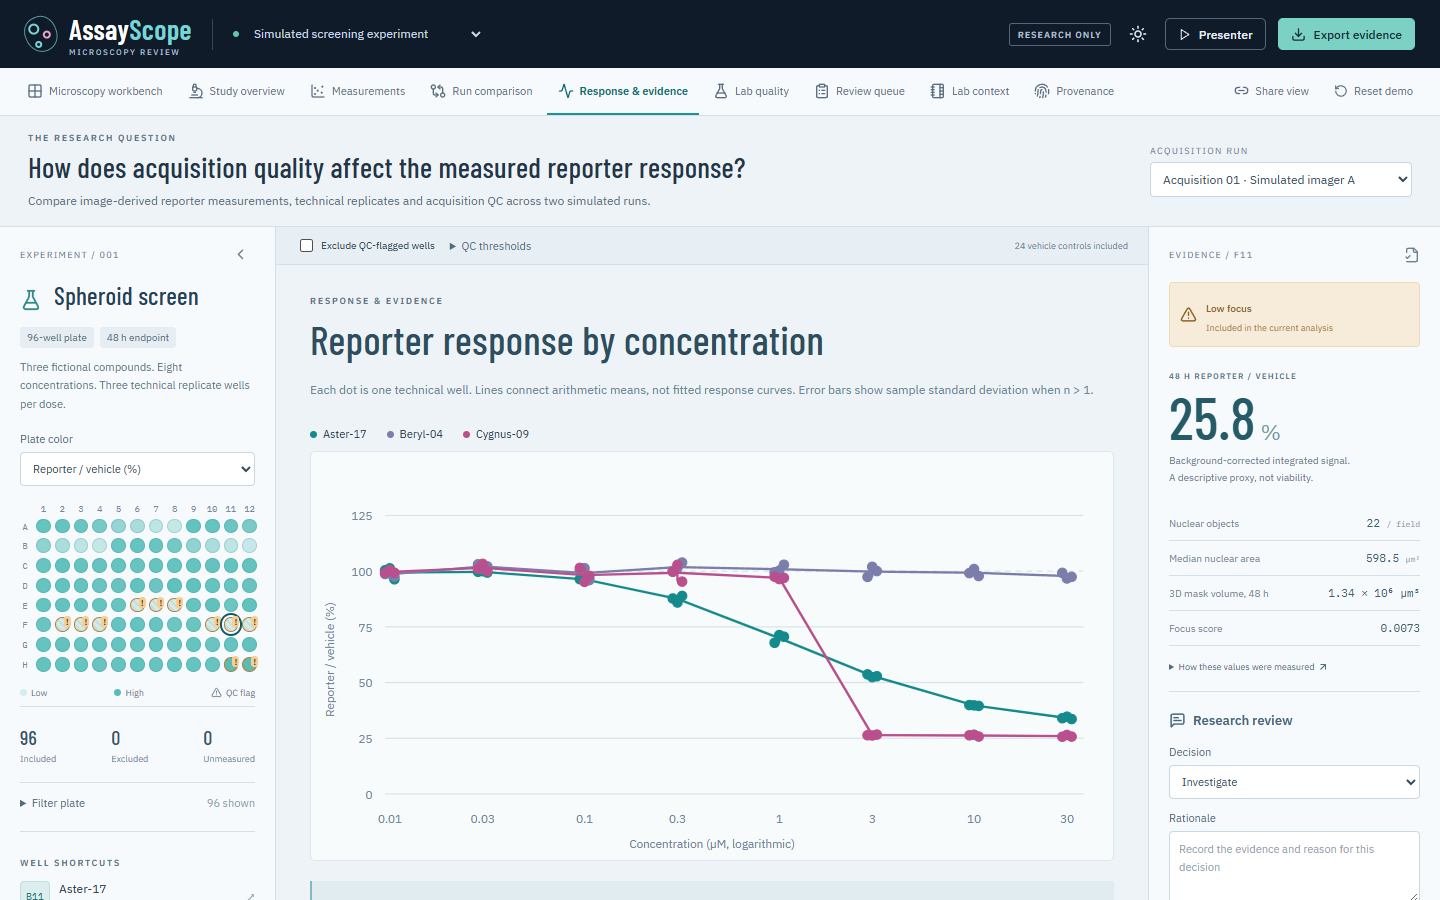 AssayScope
MICROSCOPY REVIEW
Simulated screening experiment
RESEARCH ONLY
Presenter
Export evidence
Microscopy workbench
Study overview
Measurements
Run comparison
Response & evidence
Lab quality
Review queue
Lab context
Provenance
Share view
Reset demo
THE RESEARCH QUESTION
How does acquisition quality affect the measured reporter response?
Compare image-derived reporter measurements, technical replicates and acquisition QC across two simulated runs.
ACQUISITION RUN
Acquisition 01 · Simulated imager A
EXPERIMENT / 001
Spheroid screen
96-well plate
48 h endpoint
Three fictional compounds. Eight
concentrations. Three technical replicate wells
per dose.
Plate color
Reporter / vehicle (%)
1 2 3 4 5 6 7 8 9 10 11 12
A
B
C
D
E ! ! !
F ! ! ! ! ! !
G
H ! !
Low
High
QC flag
96
Included
0
Excluded
0
Unmeasured
Filter plate
96 shown
WELL SHORTCUTS
B11
Aster-17
Exclude QC-flagged wells
QC thresholds
24 vehicle controls included
RESPONSE & EVIDENCE
Reporter response by concentration
Each dot is one technical well. Lines connect arithmetic means, not fitted response curves. Error bars show sample standard deviation when n > 1.
Aster-17
Beryl-04
Cygnus-09
125
100
75
50
25
0
Reporter / vehicle (%)
0.01 0.03 0.1 0.3 1 3 10 30
Concentration (μM, logarithmic)
EVIDENCE / F11
Low focus
Included in the current analysis
48 H REPORTER / VEHICLE
25.8 %
Background-corrected integrated signal.
A descriptive proxy, not viability.
Nuclear objects 22 / field
Median nuclear area 598.5 μm²
3D mask volume, 48 h 1.34 × 10⁶ μm³
Focus score 0.0073
How these values were measured
Research review
Decision
Investigate
Rationale
Record the evidence and reason for this
decision